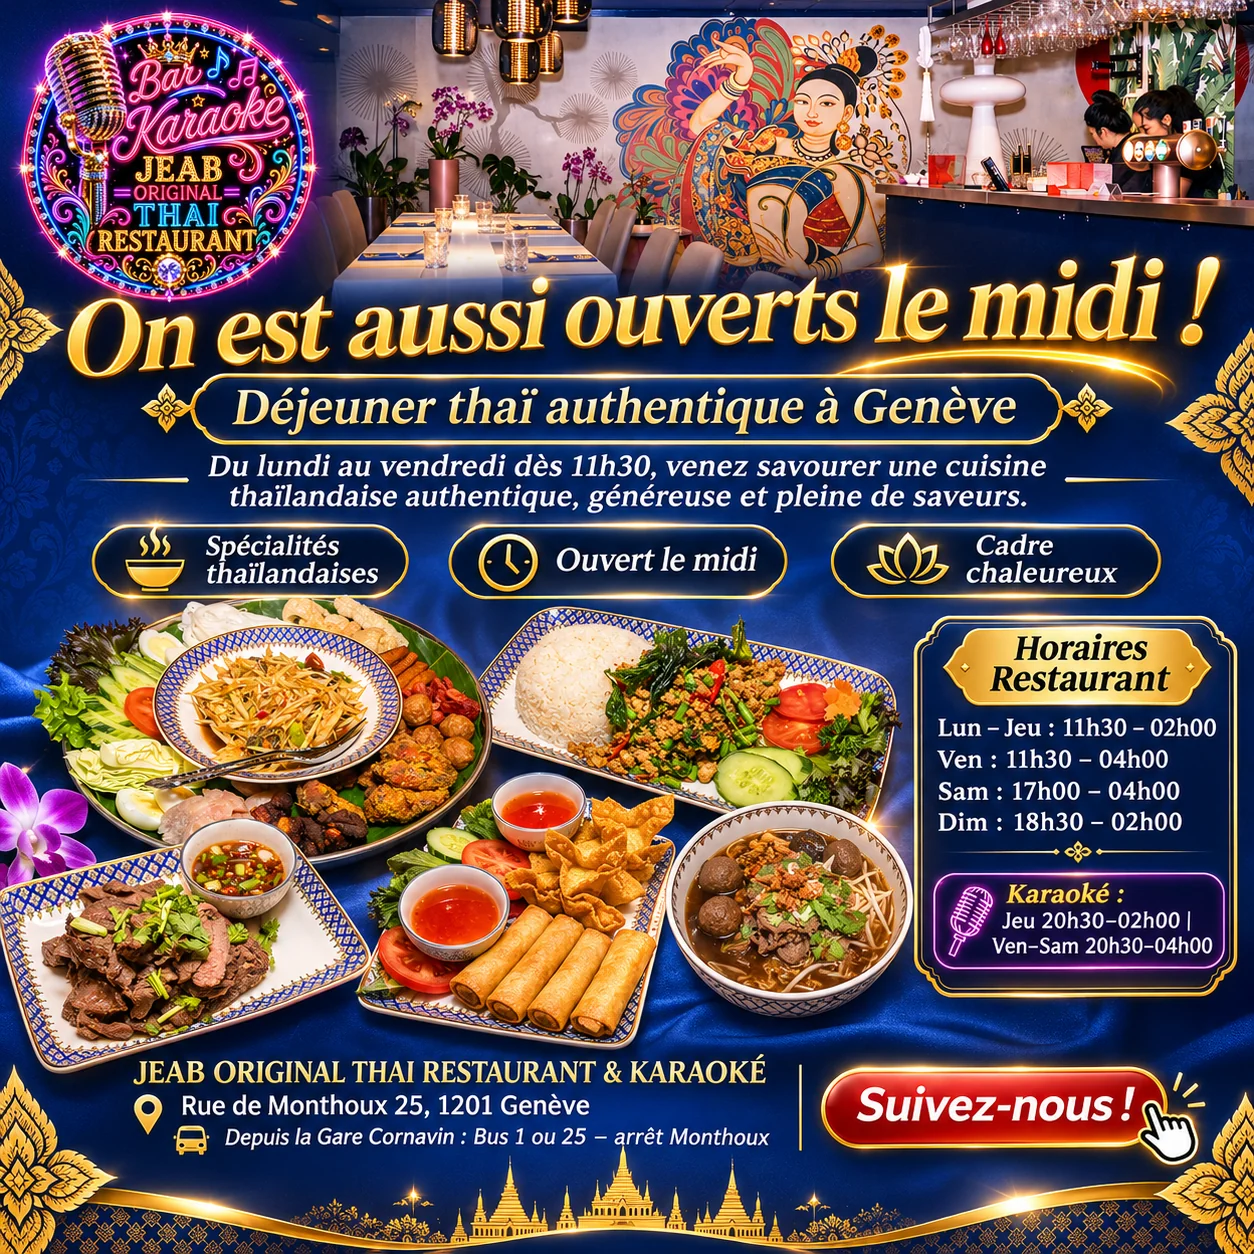 Bar
Karaoke
JEAB
ORIGINAL
THAI
RESTAURANT
On est aussi ouverts le midi !
Déjeuner thaï authentique à Genève
Du lundi au vendredi dès 11h30, venez savourer une cuisine
thaïlandaise authentique, généreuse et pleine de saveurs.
Spécialités
thaïlandaises
Ouvert le midi
Cadre
chaleureux
Horaires
Restaurant
Lun – Jeu : 11h30 – 02h00
Ven : 11h30 – 04h00
Sam : 17h00 – 04h00
Dim : 18h30 – 02h00
Karaoké :
Jeu 20h30–02h00 |
Ven–Sam 20h30–04h00
JEAB ORIGINAL THAI RESTAURANT & KARAOKÉ
Rue de Monthoux 25, 1201 Genève
Depuis la Gare Cornavin : Bus 1 ou 25 – arrêt Monthoux
Suivez-nous !